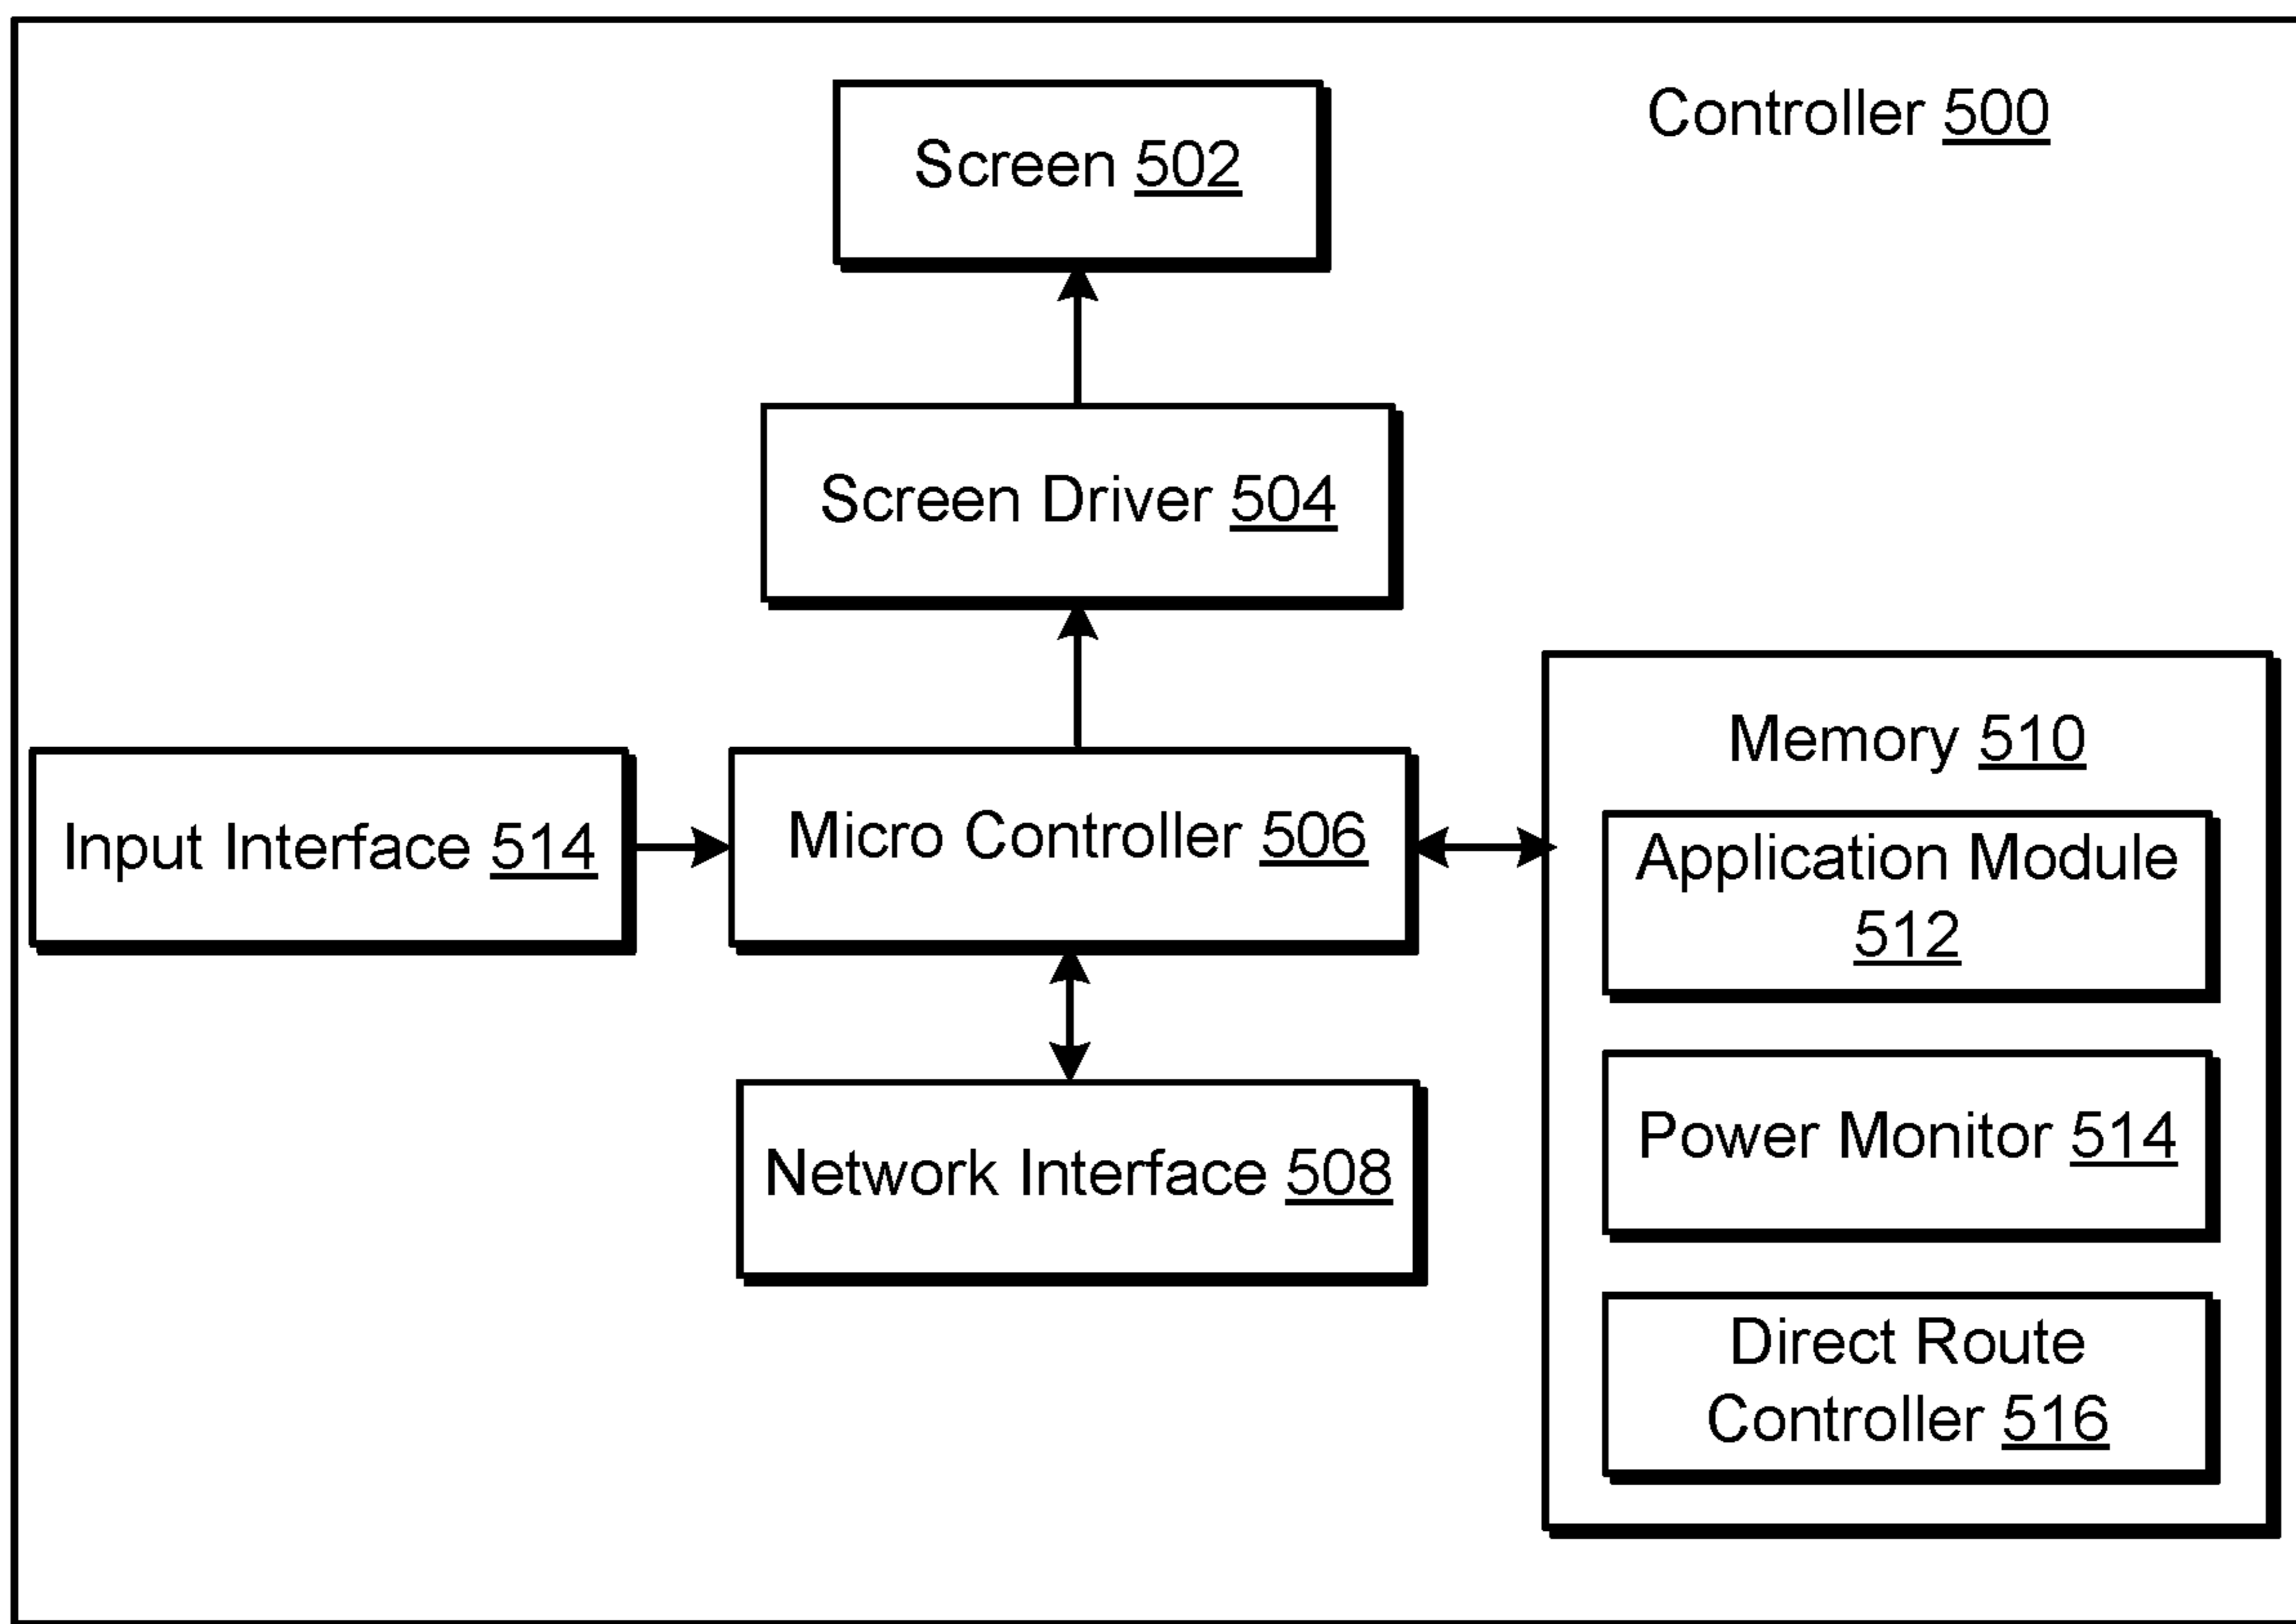 Controller 500
Screen 502
Screen Driver 504
Input Interface 514
Micro Controller 506
Network Interface 508
Memory 510
Application Module
512
Power Monitor 514
Direct Route
Controller 516